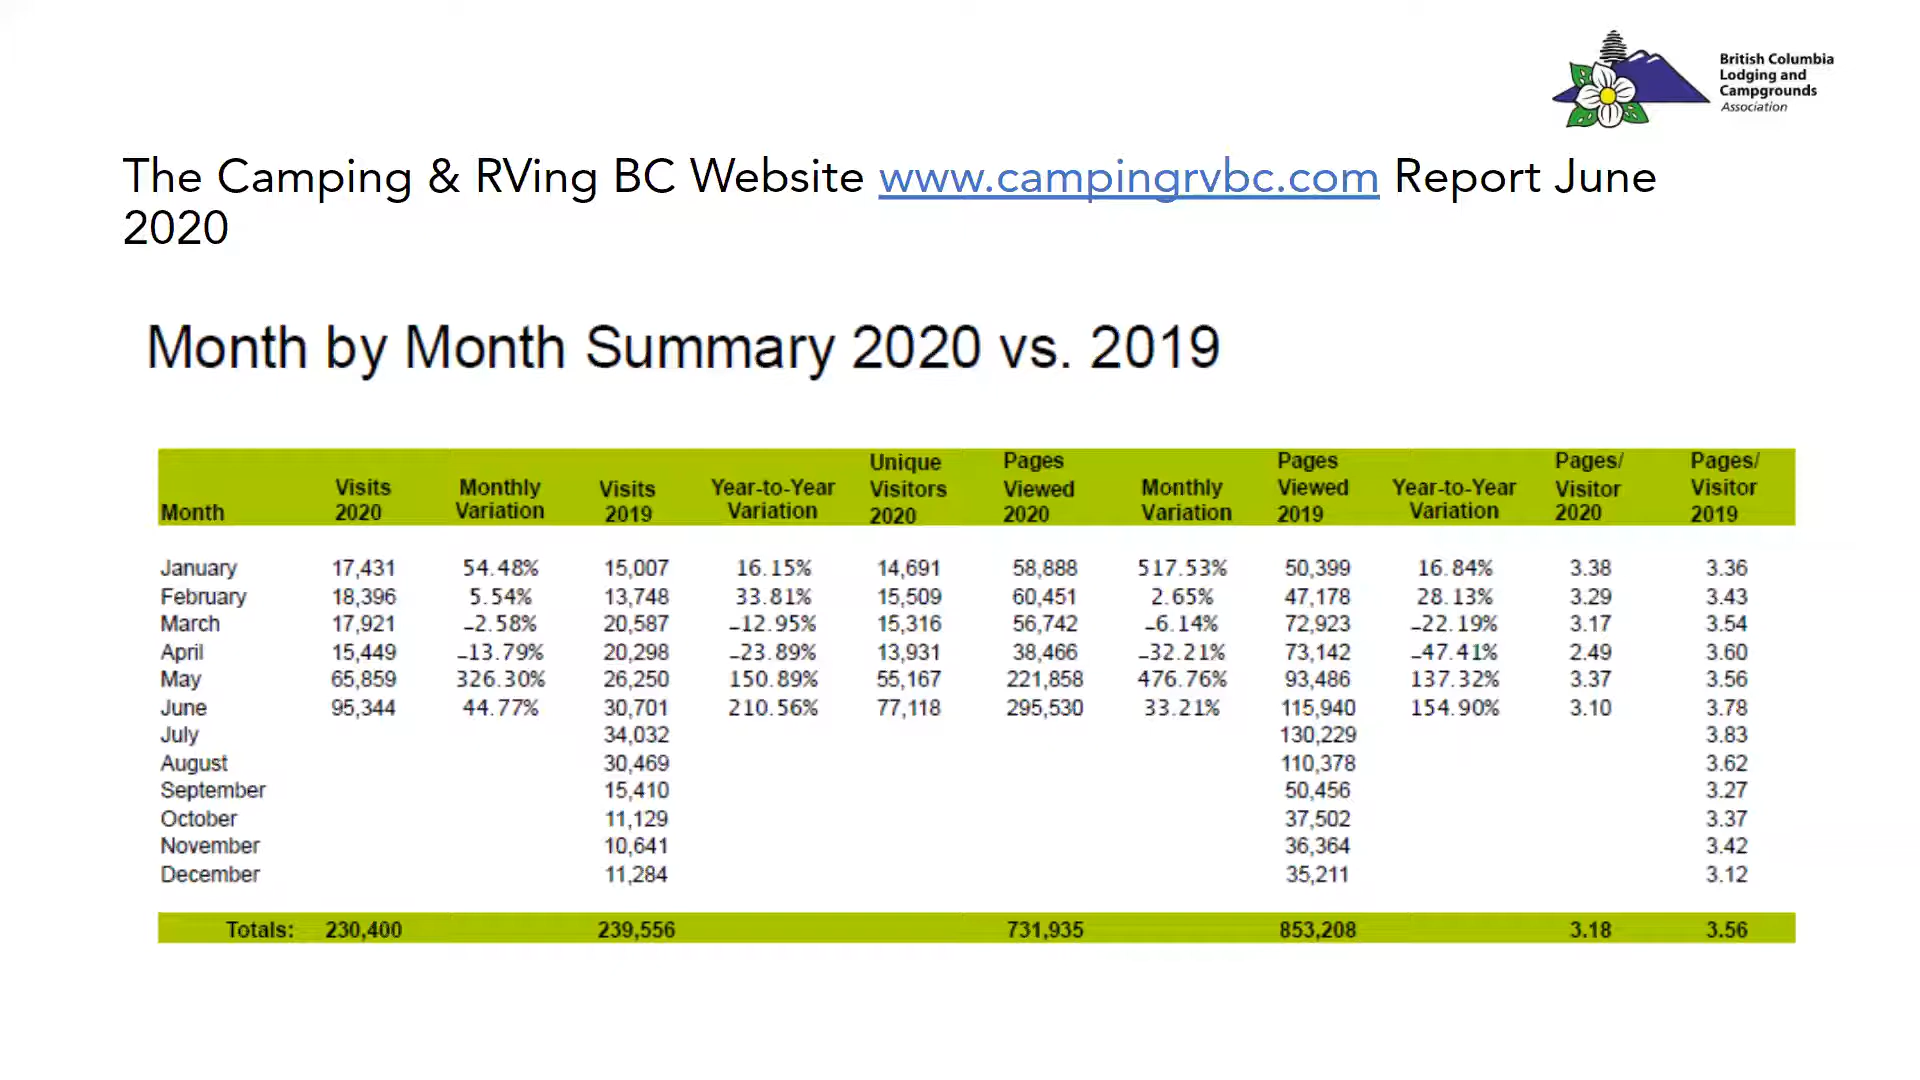 British Columbia
Lodging and
Campgrounds
Association
The Camping & RVing BC Website www.campingrvbc.com Report June
2020
Month by Month Summary 2020 vs. 2019
Month Visits 2020 Monthly Variation Visits 2019 Year-to-Year Variation Unique Visitors 2020 Pages Viewed 2020 Monthly Variation Pages Viewed 2019 Year-to-Year Variation Pages/ Visitor 2020 Pages/ Visitor 2019
January 17,431 54.48% 15,007 16.15% 14,691 58,888 517.53% 50,399 16.84% 3.38 3.36
February 18,396 5.54% 13,748 33.81% 15,509 60,451 2.65% 47,178 28.13% 3.29 3.43
March 17,921 -2.58% 20,587 -12.95% 15,316 56,742 -6.14% 72,923 -22.19% 3.17 3.54
April 15,449 -13.79% 20,298 -23.89% 13,931 38,466 -32.21% 73,142 -47.41% 2.49 3.60
May 65,859 326.30% 26,250 150.89% 55,167 221,858 476.76% 93,486 137.32% 3.37 3.56
June 95,344 44.77% 30,701 210.56% 77,118 295,530 33.21% 115,940 154.90% 3.10 3.78
July 34,032 130,229 3.83
August 30,469 110,378 3.62
September 15,410 50,456 3.27
October 11,129 37,502 3.37
November 10,641 36,364 3.42
December 11,284 35,211 3.12
Totals: 230,400 239,556 731,935 853,208 3.18 3.56